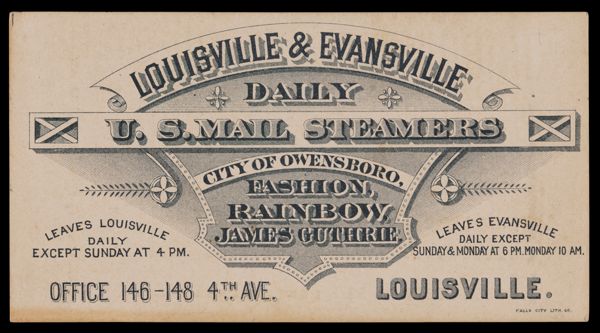 LOUISVILLE & EVANSVILLE
DAILY
U. S. MAIL STEAMERS
CITY OF OWENSBORO,
FASHION,
RAINBOW,
JAMES GUTHRIE.
LEAVES LOUISVILLE
DAILY
EXCEPT SUNDAY AT 4 PM.
LEAVES EVANSVILLE
DAILY EXCEPT
SUNDAY & MONDAY AT 6 P.M. MONDAY 10 AM.
OFFICE 146-148 4TH AVE.
LOUISVILLE.
FALLS CITY LITH. CO.